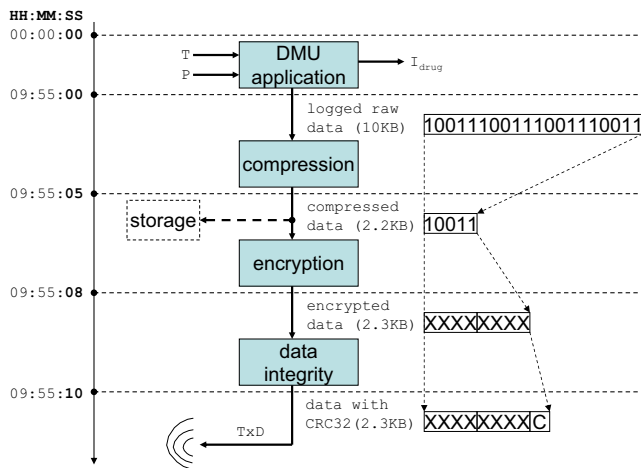 HH:MM:SS
00:00:00
T
P
DMU
application
I_drug
09:55:00
logged raw
data (10KB)
10011100111001110011
compression
09:55:05
storage
compressed
data (2.2KB)
10011
encryption
09:55:08
encrypted
data (2.3KB)
XXXXXXXX
data
integrity
09:55:10
TxD
data with
CRC32(2.3KB)
XXXXXXXXC